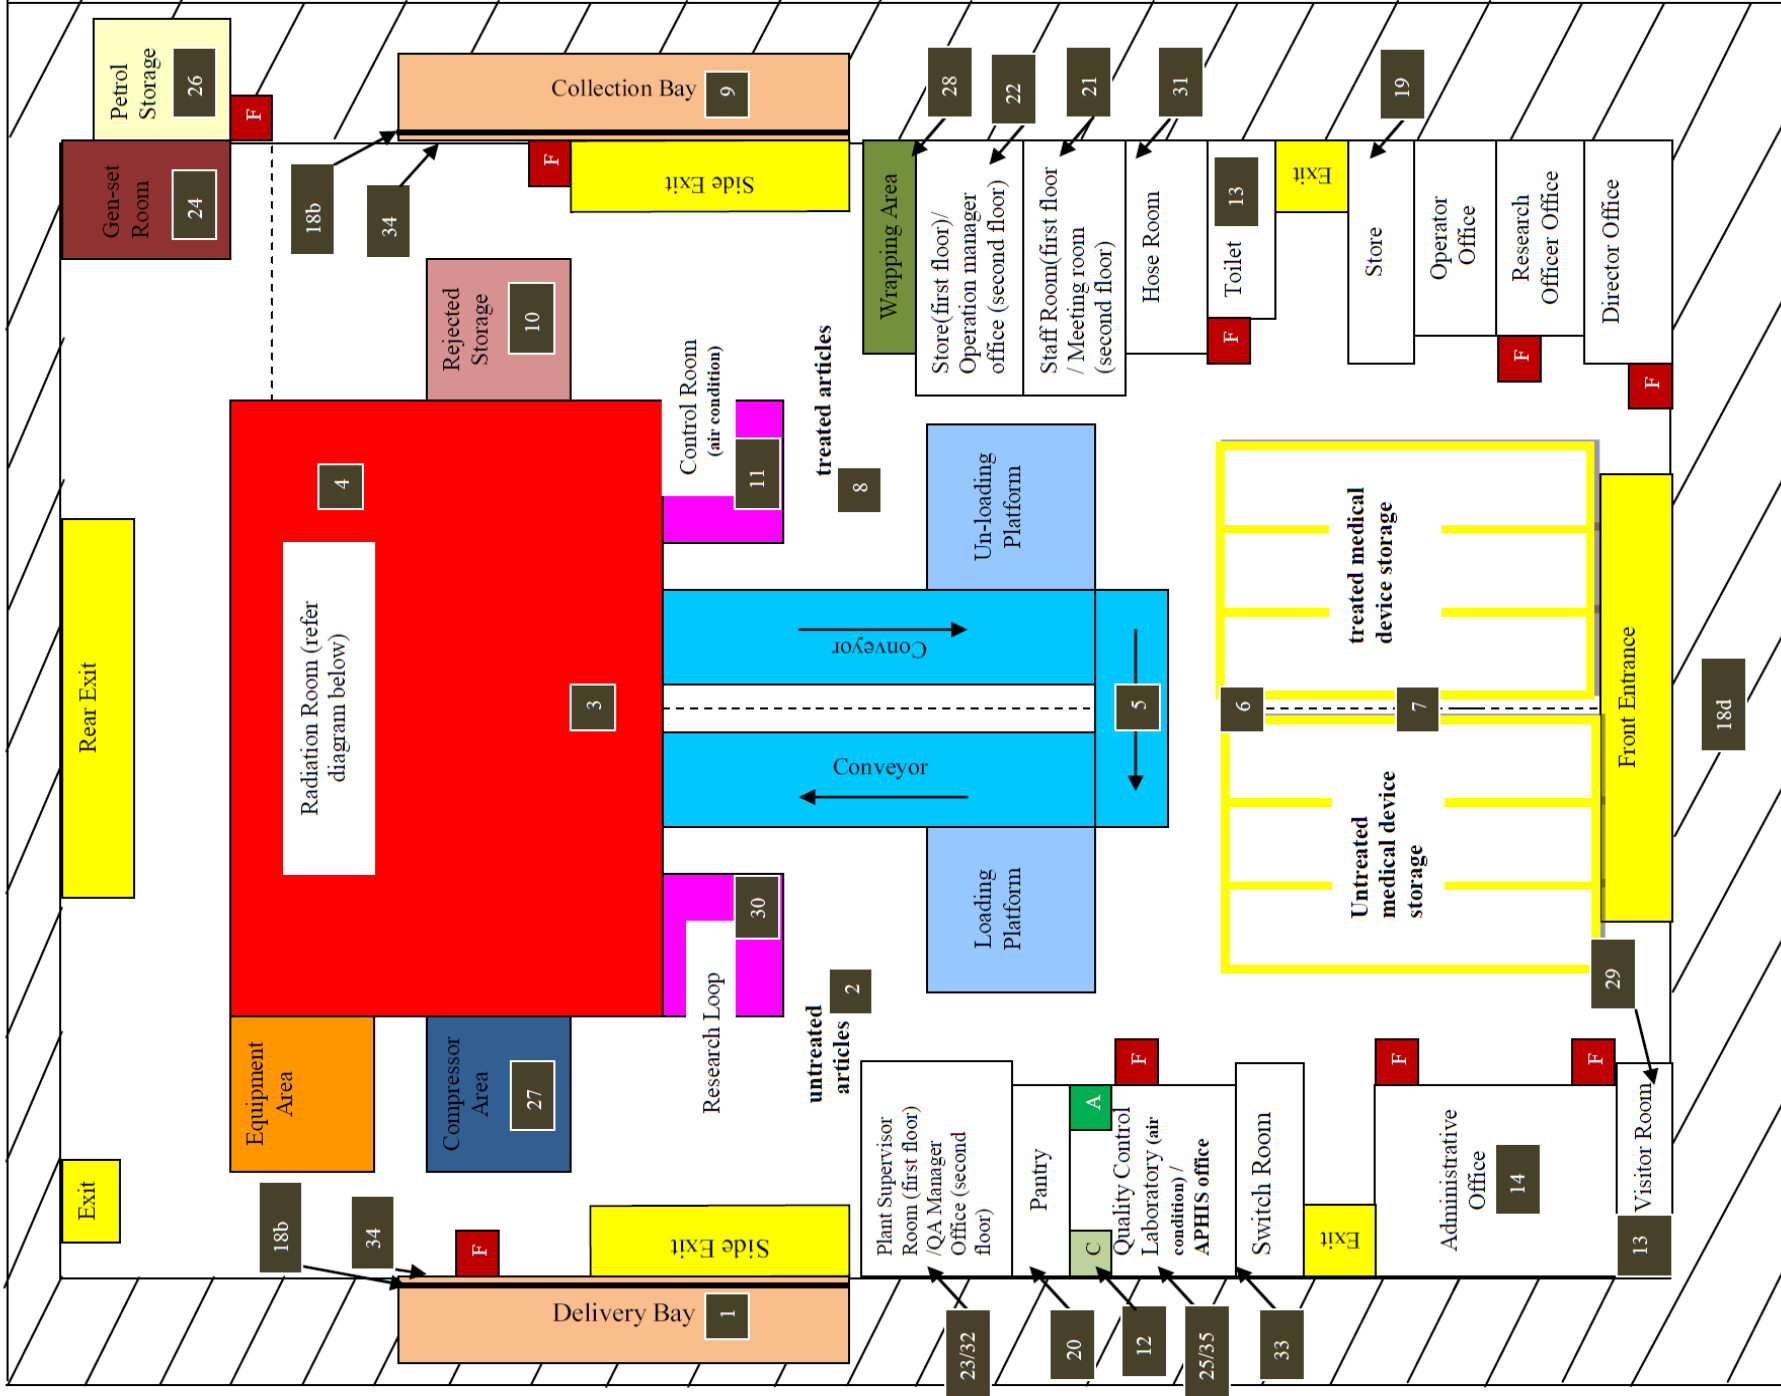 Petrol
Storage
26
F
Gen-set
Room
24
Collection Bay
9
18b
34
F
Side Exit
28
22
21
31
19
Wrapping Area
Store(first floor)/
Operation manager
office (second floor)
Staff Room(first floor
/ Meeting room
(second floor)
Hose Room
Toilet
13
F
Exit
Store
Operator
Office
Research
Officer Office
F
Director Office
F
Rejected
Storage
10
Control Room
(air condition)
11
treated articles
8
4
Radiation Room (refer
diagram below)
3
Rear Exit
Un-loading
Platform
Conveyor
5
Conveyor
Loading
Platform
treated medical
device storage
6
7
Untreated
medical device
storage
Front Entrance
18d
29
30
Research Loop
untreated
articles
2
Equipment
Area
Compressor
Area
27
Exit
18b
34
F
Side Exit
Delivery Bay
1
Plant Supervisor
Room (first floor)
/QA Manager
Office (second
floor)
Pantry
A
C
F
Quality Control
Laboratory (air
condition) /
APHIS office
Switch Room
Exit
F
F
Administrative
Office
14
Visitor Room
13
23/32
20
12
25/35
33